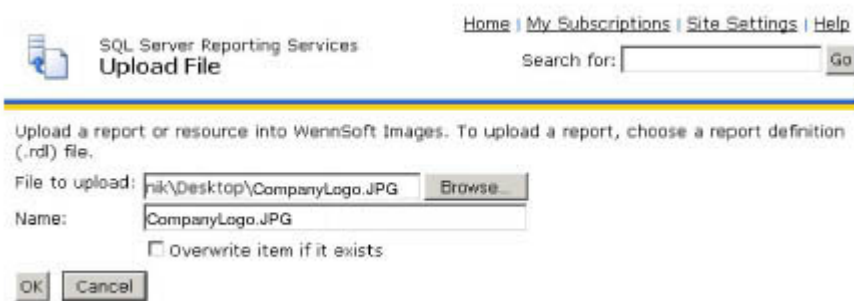 Home | My Subscriptions | Site Settings | Help
SQL Server Reporting Services
Upload File
Search for: Go
Upload a report or resource into WennSoft Images. To upload a report, choose a report definition
(.rdl) file.
File to upload: nik\Desktop\CompanyLogo.JPG Browse...
Name: CompanyLogo.JPG
Overwrite item if it exists
OK Cancel